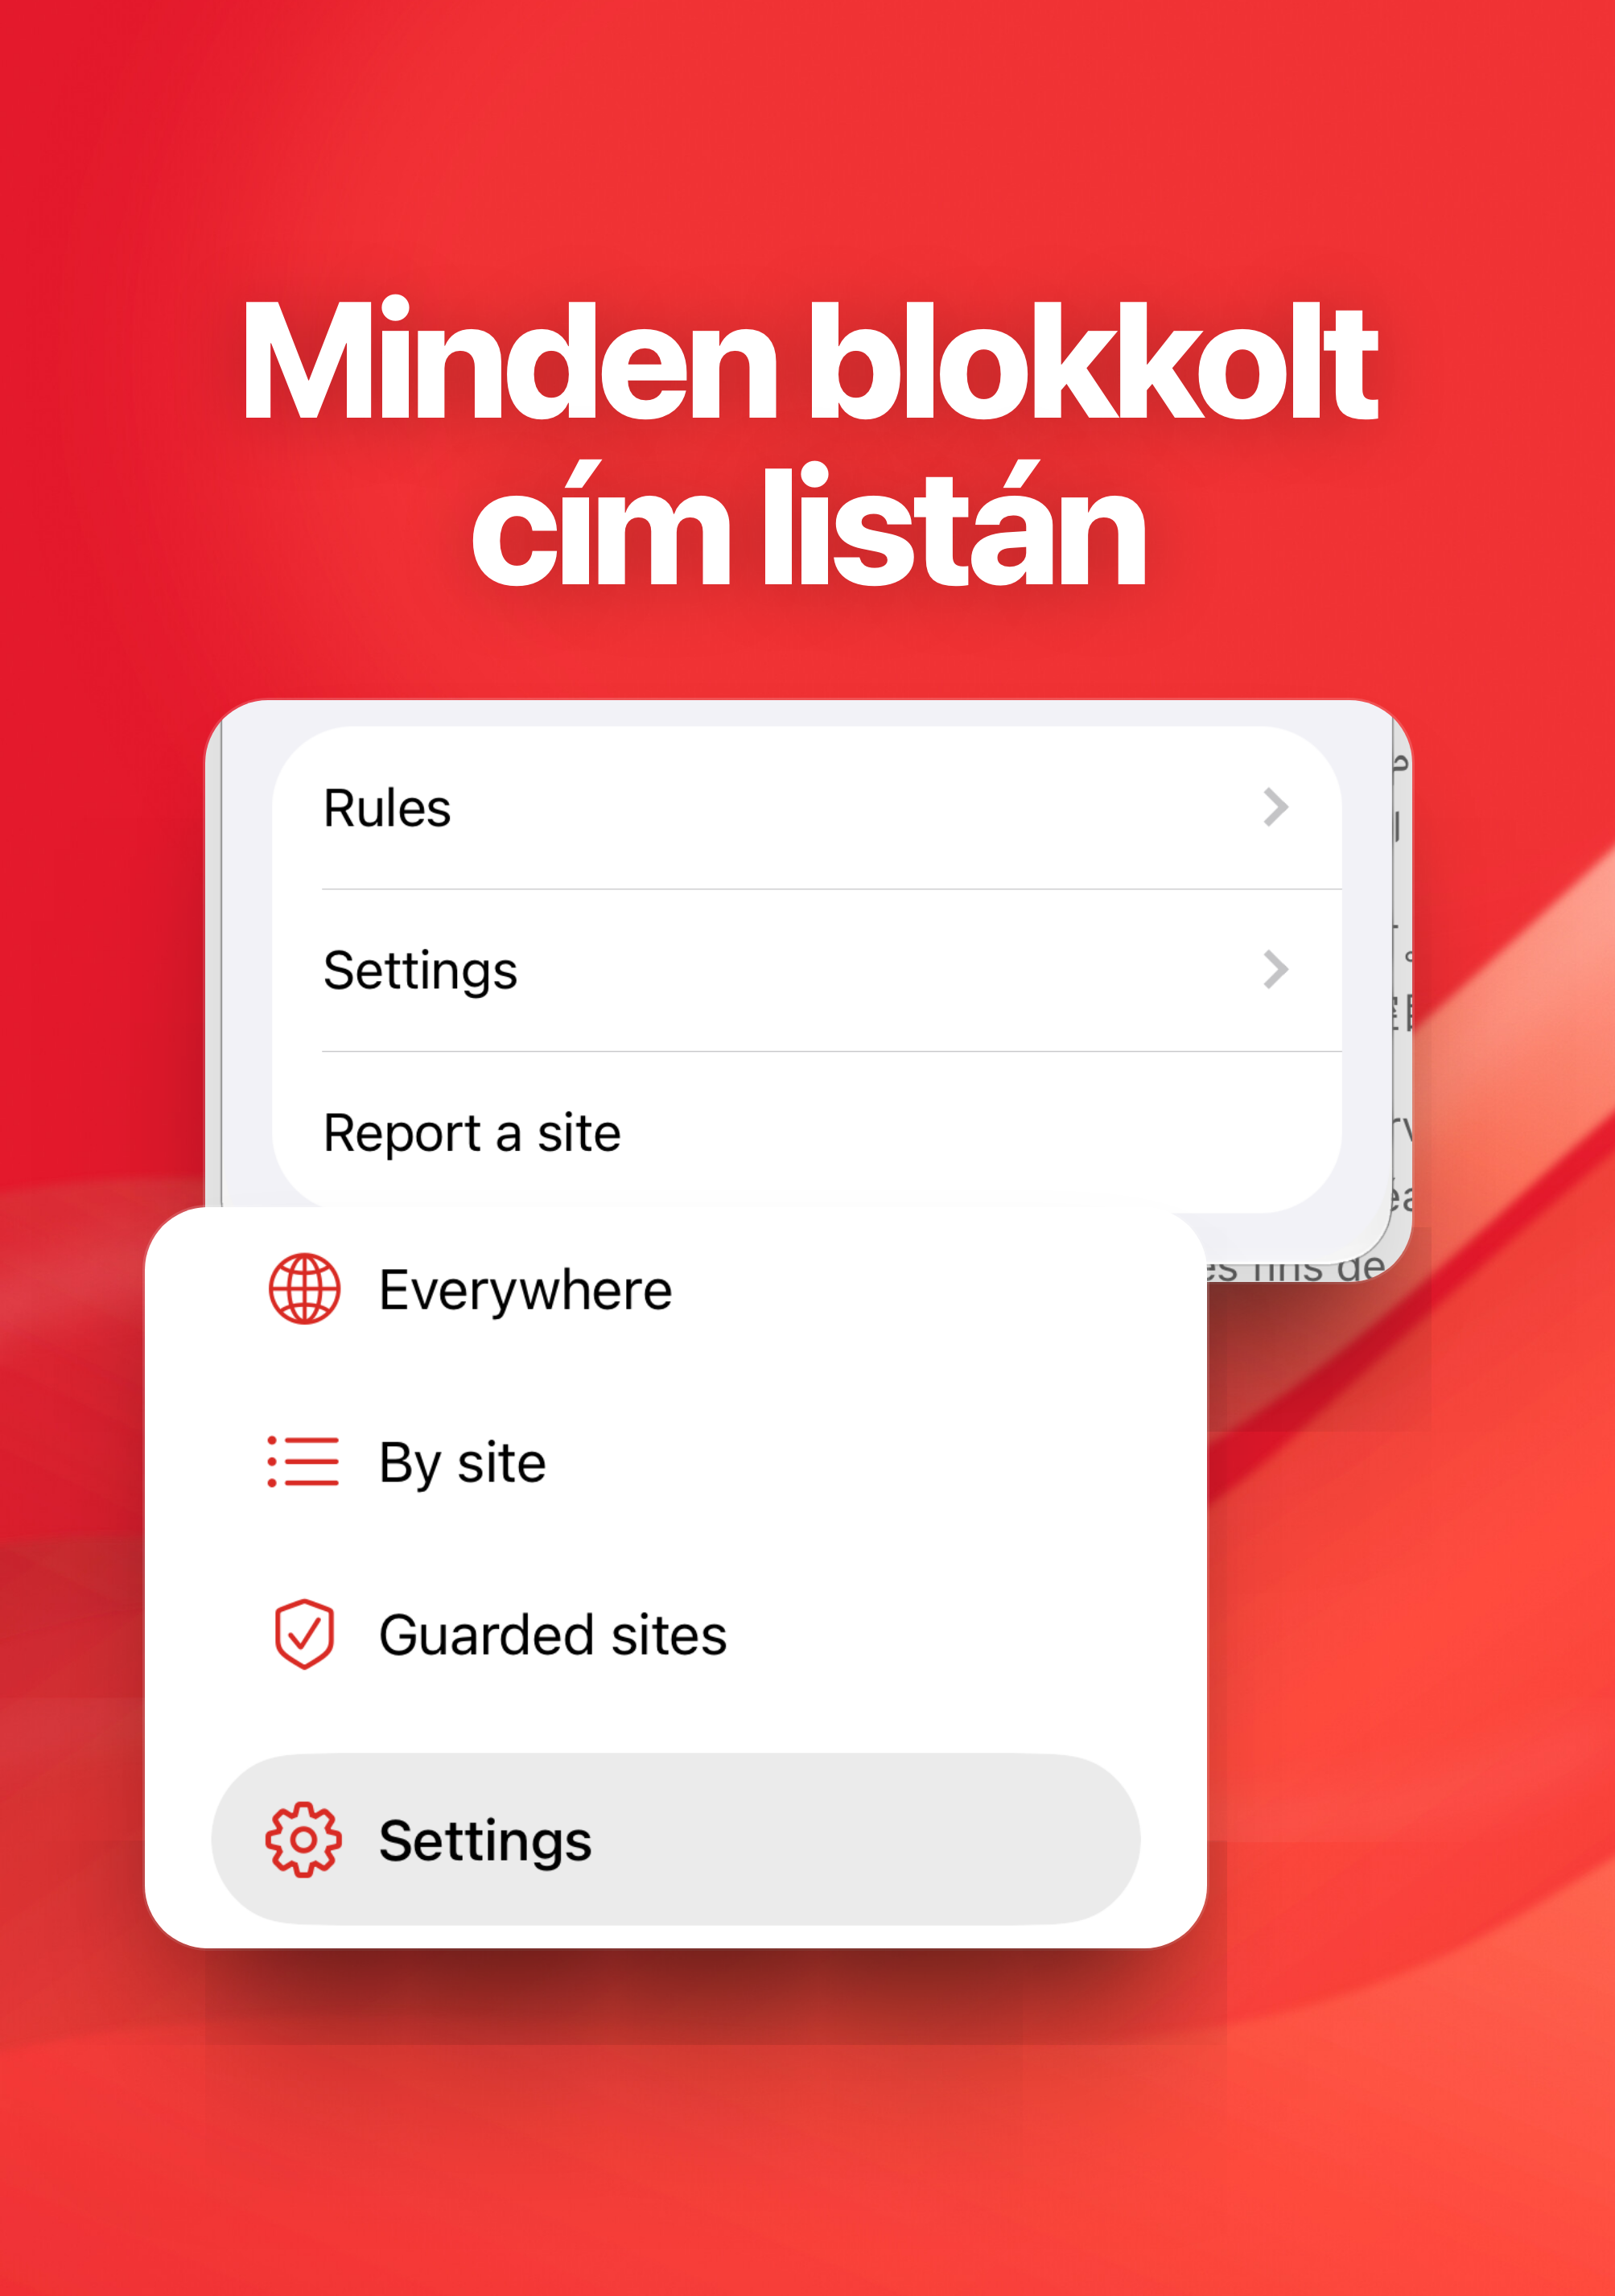 Minden blokkolt
cím listán
Rules
Settings
Report a site
Everywhere
By site
Guarded sites
Settings